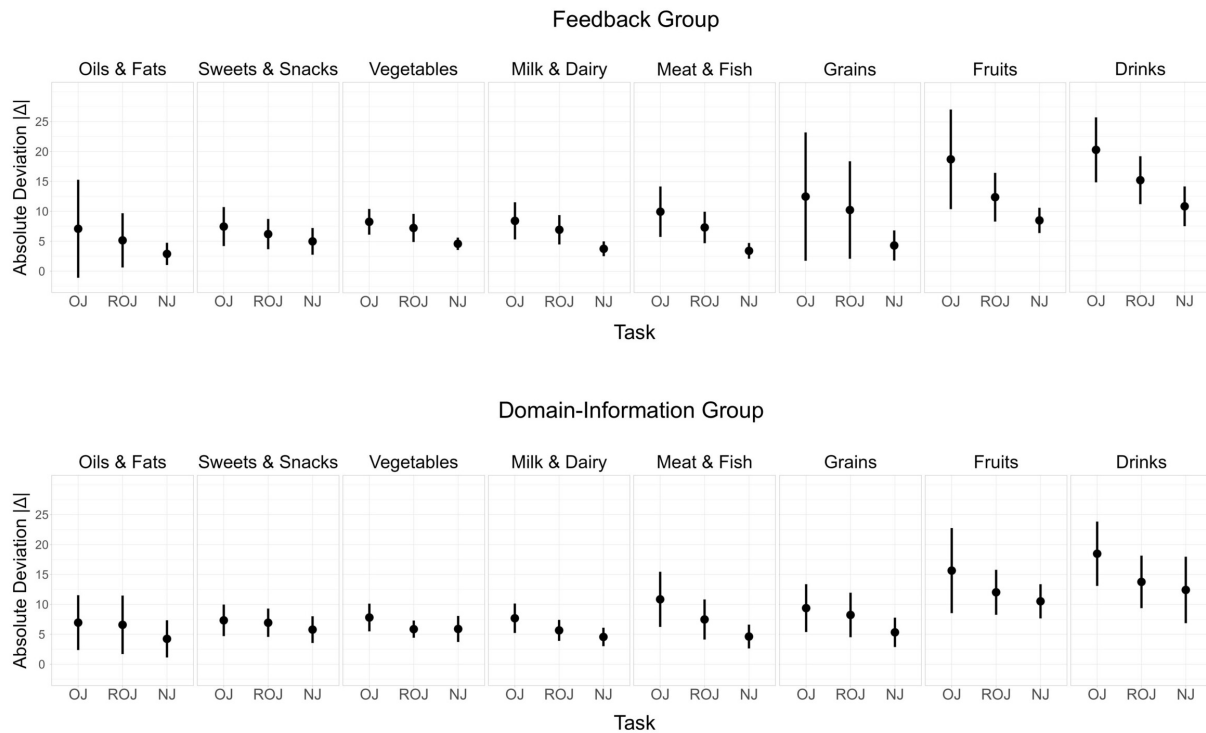 Feedback Group
Oils & Fats Sweets & Snacks Vegetables Milk & Dairy Meat & Fish Grains Fruits Drinks
Absolute Deviation |Δ|
25
20
15
10
5
0
OJ ROJ NJ OJ ROJ NJ OJ ROJ NJ OJ ROJ NJ OJ ROJ NJ OJ ROJ NJ OJ ROJ NJ OJ ROJ NJ
Task
Domain-Information Group
Oils & Fats Sweets & Snacks Vegetables Milk & Dairy Meat & Fish Grains Fruits Drinks
Absolute Deviation |Δ|
25
20
15
10
5
0
OJ ROJ NJ OJ ROJ NJ OJ ROJ NJ OJ ROJ NJ OJ ROJ NJ OJ ROJ NJ OJ ROJ NJ OJ ROJ NJ
Task